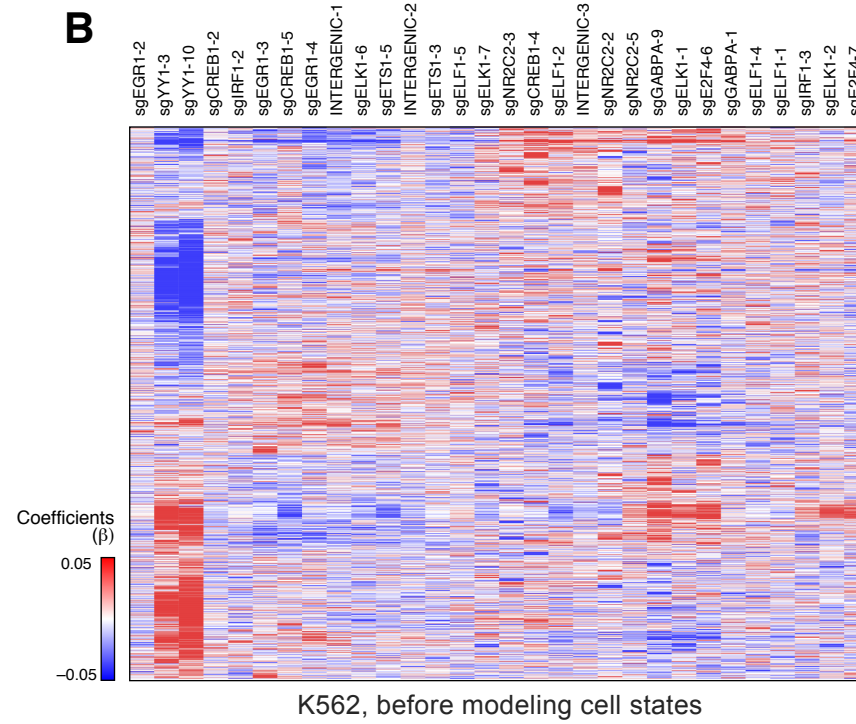 B
sgEGR1-2
sgYY1-3
sgYY1-10
sgCREB1-2
sgIRF1-2
sgEGR1-3
sgCREB1-5
sgEGR1-4
INTERGENIC-1
sgELK1-6
sgETS1-5
INTERGENIC-2
sgETS1-3
sgELF1-5
sgELK1-7
sgNR2C2-3
sgCREB1-4
sgELF1-2
INTERGENIC-3
sgNR2C2-2
sgNR2C2-5
sgGABPA-9
sgELK1-1
sgE2F4-6
sgGABPA-1
sgELF1-4
sgELF1-1
sgIRF1-3
sgELK1-2
sgE2F4-7
Coefficients
(β)
0.05
−0.05
K562, before modeling cell states